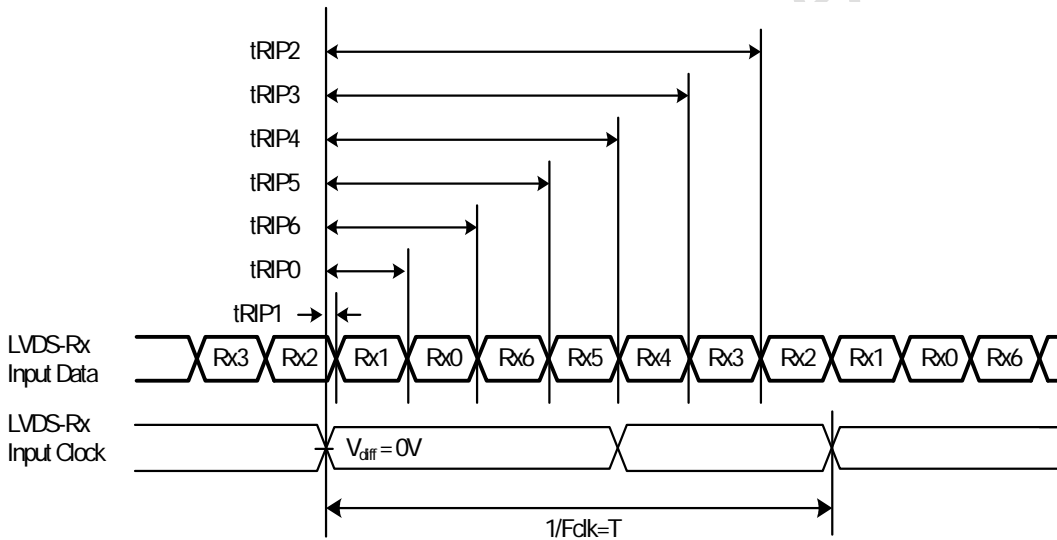 tRIP2
tRIP3
tRIP4
tRIP5
tRIP6
tRIP0
tRIP1
LVDS-Rx
Input Data
Rx3 Rx2 Rx1 Rx0 Rx6 Rx5 Rx4 Rx3 Rx2 Rx1 Rx0 Rx6
LVDS-Rx
Input Clock
Vdiff = 0V
1/Fclk=T